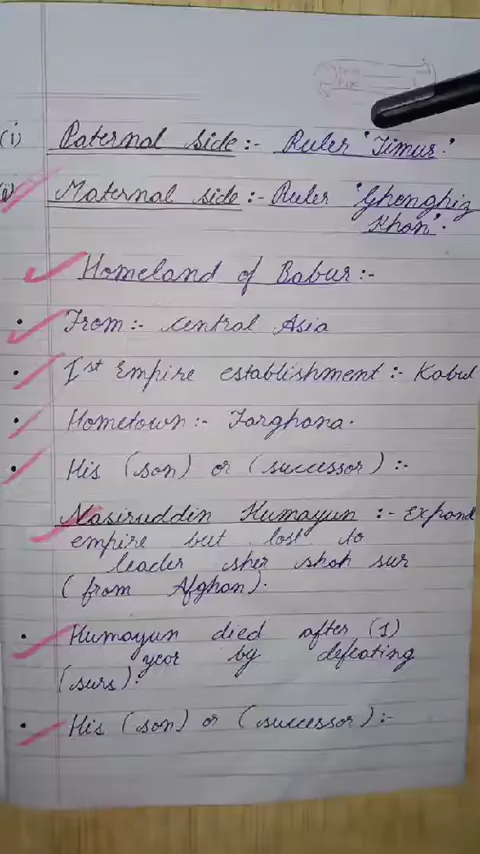 (i) Paternal side :- Ruler "Timur."
Maternal side :- Ruler "Ghenghiz
Khan".
Homeland of Babur :-
• From :- Central Asia
• Ist Empire establishment :- Kabul
• Hometown :- Farghana.
• His (son) or (successor) :-
Nasiruddin Humayun :- Expand
empire but lost to
leader sher shah sur
(from Afghan).
• Humayun died after (1)
year by defeating
(surs).
• His (son) or (successor) :-